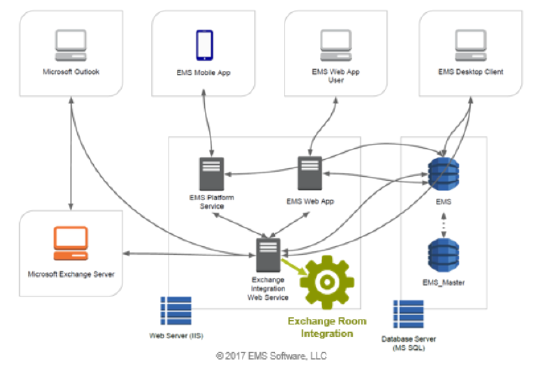 Microsoft Outlook
EMS Mobile App
EMS Web App
User
EMS Desktop Client
EMS Platform
Service
EMS Web App
EMS
Microsoft Exchange Server
Exchange
Integration
Web Service
EMS_Master
Web Server (IIS)
Exchange Room
Integration
Database Server
(MS SQL)
© 2017 EMS Software, LLC